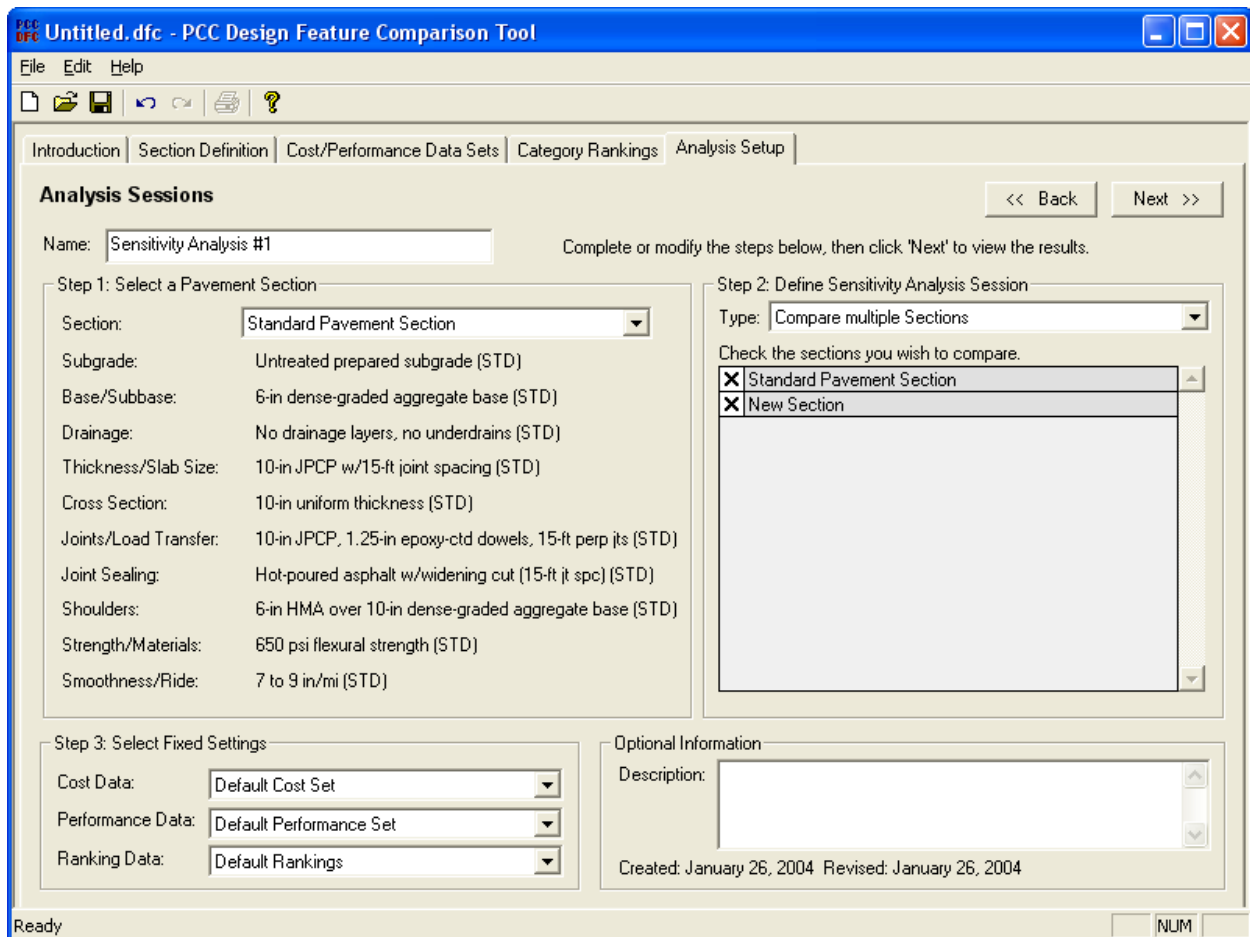 PCC
DFC
Untitled.dfc - PCC Design Feature Comparison Tool
File Edit Help
Introduction Section Definition Cost/Performance Data Sets Category Rankings Analysis Setup
Analysis Sessions
<< Back Next >>
Name: Sensitivity Analysis #1
Complete or modify the steps below, then click 'Next' to view the results.
Step 1: Select a Pavement Section
Section: Standard Pavement Section
Subgrade: Untreated prepared subgrade (STD)
Base/Subbase: 6-in dense-graded aggregate base (STD)
Drainage: No drainage layers, no underdrains (STD)
Thickness/Slab Size: 10-in JPCP w/15-ft joint spacing (STD)
Cross Section: 10-in uniform thickness (STD)
Joints/Load Transfer: 10-in JPCP, 1.25-in epoxy-ctd dowels, 15-ft perp jts (STD)
Joint Sealing: Hot-poured asphalt w/widening cut (15-ft jt spc) (STD)
Shoulders: 6-in HMA over 10-in dense-graded aggregate base (STD)
Strength/Materials: 650 psi flexural strength (STD)
Smoothness/Ride: 7 to 9 in/mi (STD)
Step 2: Define Sensitivity Analysis Session
Type: Compare multiple Sections
Check the sections you wish to compare.
Standard Pavement Section
New Section
Step 3: Select Fixed Settings
Cost Data: Default Cost Set
Performance Data: Default Performance Set
Ranking Data: Default Rankings
Optional Information
Description:
Created: January 26, 2004 Revised: January 26, 2004
Ready
NUM